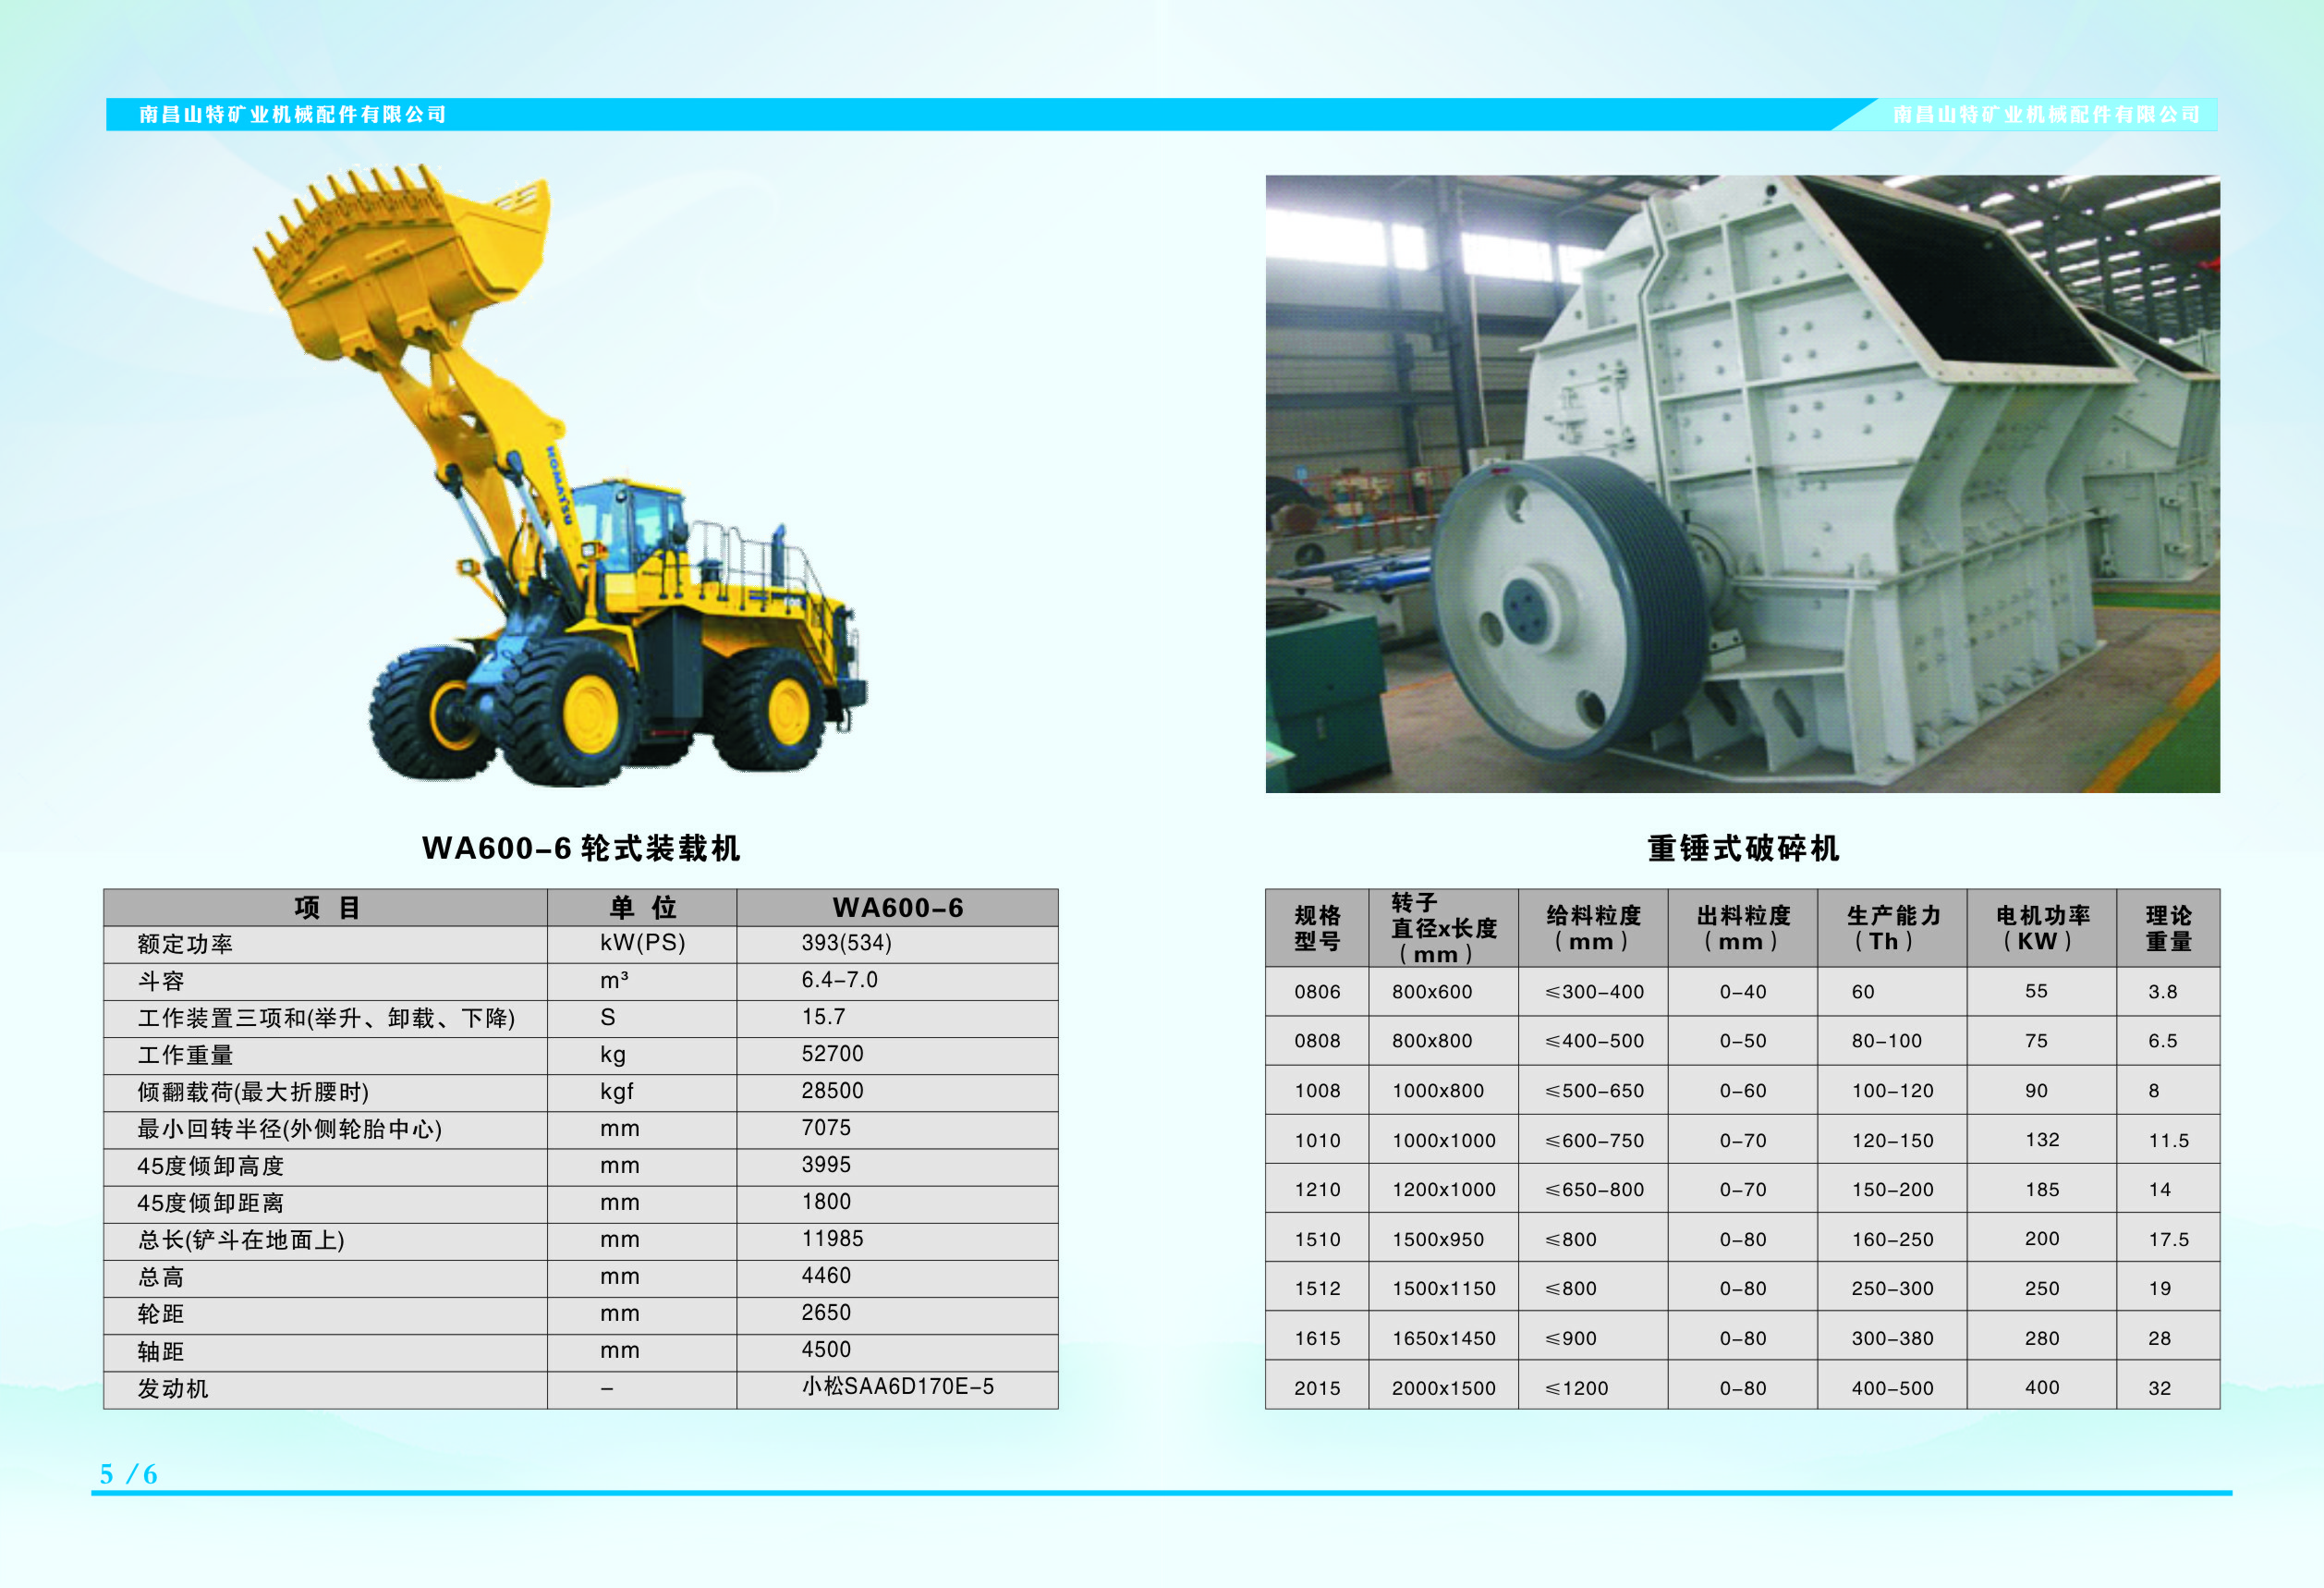 南昌山特矿业机械配件有限公司
南昌山特矿业机械配件有限公司
KOMATSU
WA600-6 轮式装载机
项 目 单 位 WA600-6
额定功率 kW(PS) 393(534)
斗容 m³ 6.4-7.0
工作装置三项和(举升、卸载、下降) S 15.7
工作重量 kg 52700
倾翻载荷(最大折腰时) kgf 28500
最小回转半径(外侧轮胎中心) mm 7075
45度倾卸高度 mm 3995
45度倾卸距离 mm 1800
总长(铲斗在地面上) mm 11985
总高 mm 4460
轮距 mm 2650
轴距 mm 4500
发动机 - 小松SAA6D170E-5
重锤式破碎机
规格型号 转子直径x长度(mm) 给料粒度(mm) 出料粒度(mm) 生产能力(Th) 电机功率(KW) 理论重量
0806 800x600 ≤300-400 0-40 60 55 3.8
0808 800x800 ≤400-500 0-50 80-100 75 6.5
1008 1000x800 ≤500-650 0-60 100-120 90 8
1010 1000x1000 ≤600-750 0-70 120-150 132 11.5
1210 1200x1000 ≤650-800 0-70 150-200 185 14
1510 1500x950 ≤800 0-80 160-250 200 17.5
1512 1500x1150 ≤800 0-80 250-300 250 19
1615 1650x1450 ≤900 0-80 300-380 280 28
2015 2000x1500 ≤1200 0-80 400-500 400 32
5 /6